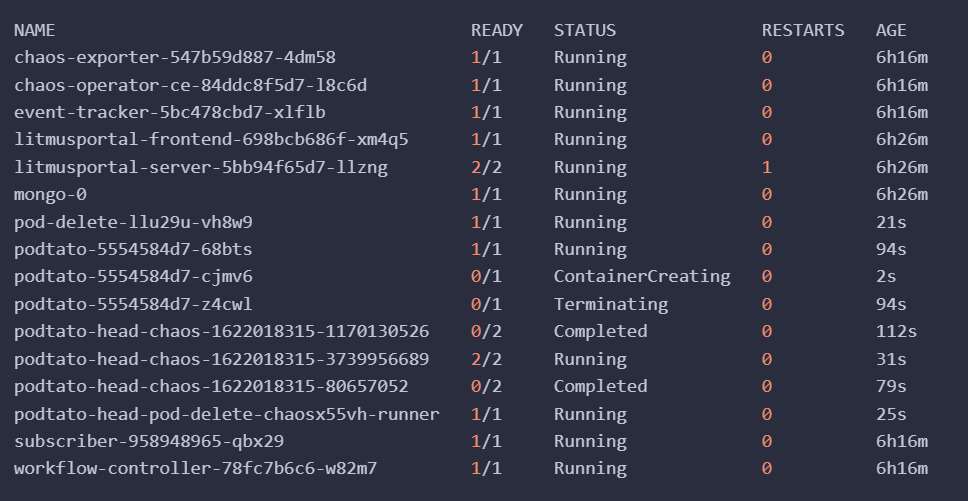 NAME READY STATUS RESTARTS AGE
chaos-exporter-547b59d887-4dm58 1/1 Running 0 6h16m
chaos-operator-ce-84ddc8f5d7-l8c6d 1/1 Running 0 6h16m
event-tracker-5bc478cbd7-xlflb 1/1 Running 0 6h16m
litmusportal-frontend-698bcb686f-xm4q5 1/1 Running 0 6h26m
litmusportal-server-5bb94f65d7-llzng 2/2 Running 1 6h26m
mongo-0 1/1 Running 0 6h26m
pod-delete-llu29u-vh8w9 1/1 Running 0 21s
podtato-5554584d7-68bts 1/1 Running 0 94s
podtato-5554584d7-cjmv6 0/1 ContainerCreating 0 2s
podtato-5554584d7-z4cwl 0/1 Terminating 0 94s
podtato-head-chaos-1622018315-1170130526 0/2 Completed 0 112s
podtato-head-chaos-1622018315-3739956689 2/2 Running 0 31s
podtato-head-chaos-1622018315-80657052 0/2 Completed 0 79s
podtato-head-pod-delete-chaosx55vh-runner 1/1 Running 0 25s
subscriber-958948965-qbx29 1/1 Running 0 6h16m
workflow-controller-78fc7b6c6-w82m7 1/1 Running 0 6h16m